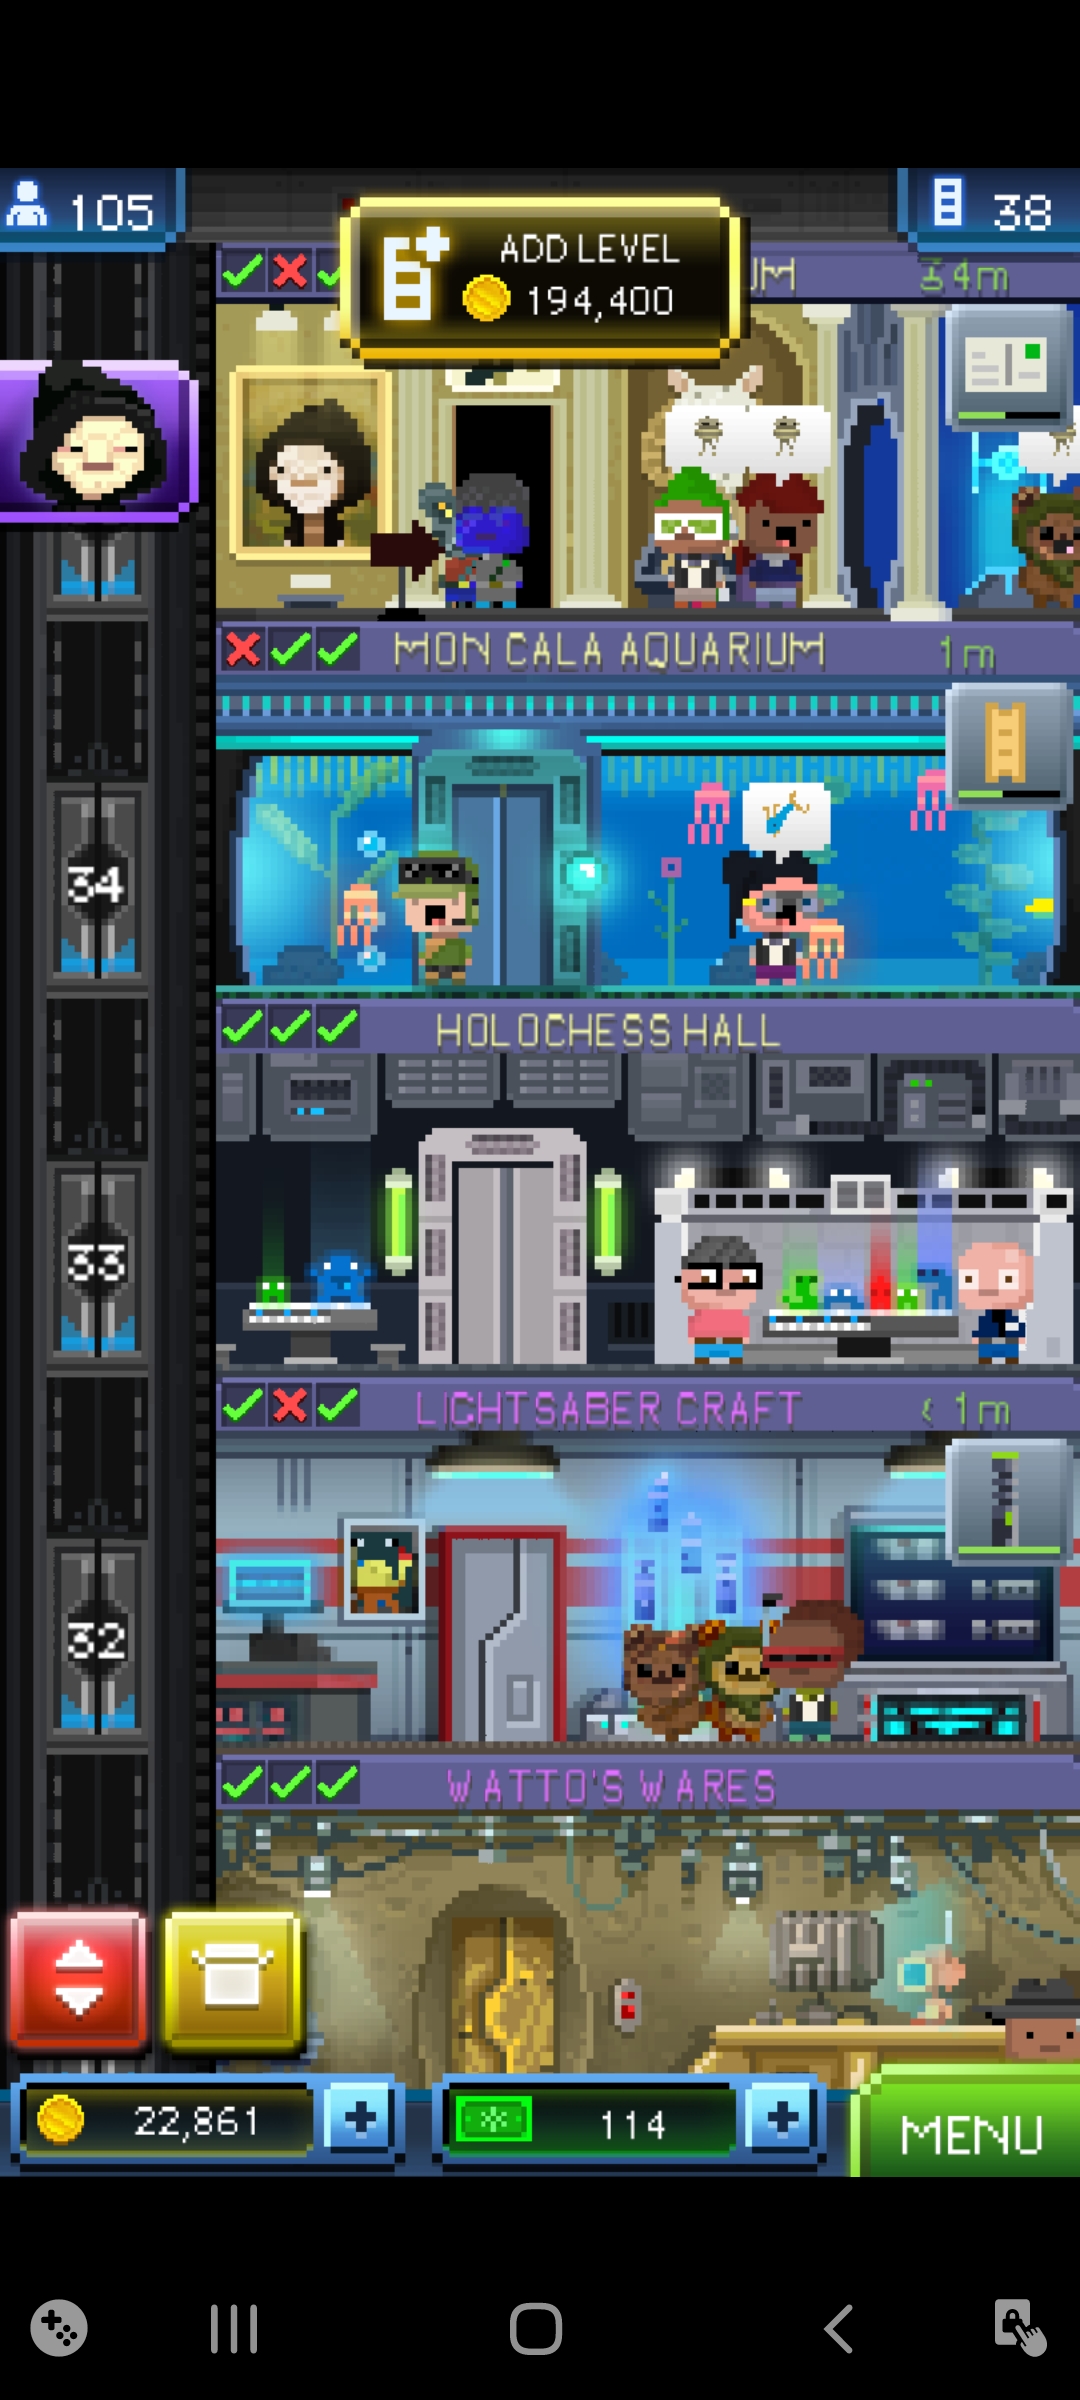 105
38
ADD LEVEL
194,400
UM
34m
MON CALA AQUARIUM
1m
34
HOLOCHESS HALL
33
LIGHTSABER CRAFT
< 1m
32
WATTO'S WARES
22,861
114
MENU